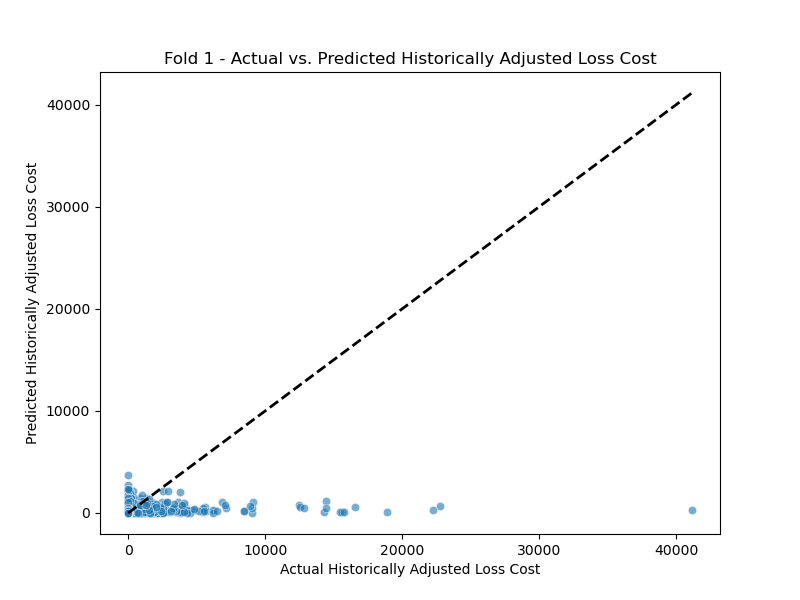 Fold 1 - Actual vs. Predicted Historically Adjusted Loss Cost
40000
30000
20000
10000
0
Predicted Historically Adjusted Loss Cost
0 10000 20000 30000 40000
Actual Historically Adjusted Loss Cost